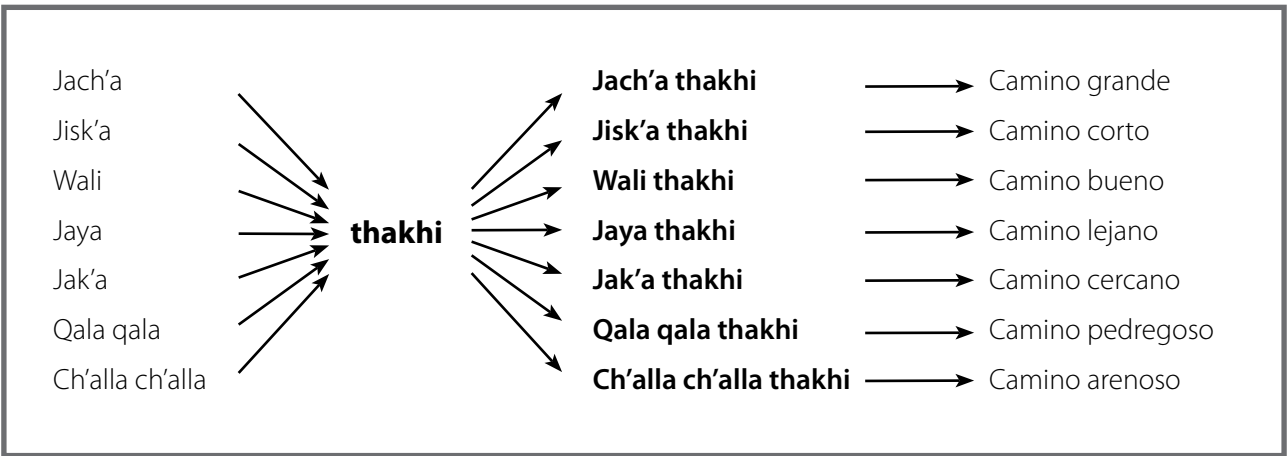 Jach'a
Jisk'a
Wali
Jaya
Jak'a
Qala qala
Ch'alla ch'alla
thakhi
Jach'a thakhi
Jisk'a thakhi
Wali thakhi
Jaya thakhi
Jak'a thakhi
Qala qala thakhi
Ch'alla ch'alla thakhi
Camino grande
Camino corto
Camino bueno
Camino lejano
Camino cercano
Camino pedregoso
Camino arenoso